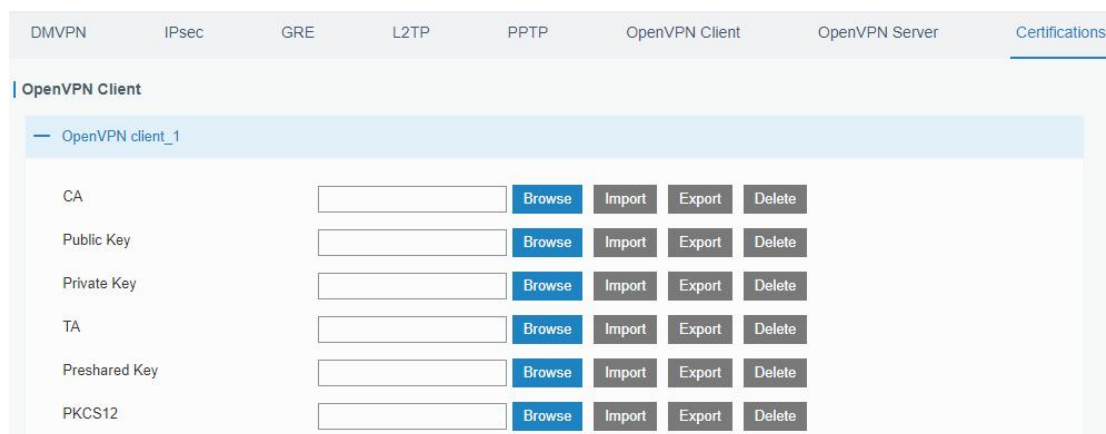 DMVPN IPsec GRE L2TP PPTP OpenVPN Client OpenVPN Server Certifications
OpenVPN Client
OpenVPN client_1
CA Browse Import Export Delete
Public Key Browse Import Export Delete
Private Key Browse Import Export Delete
TA Browse Import Export Delete
Preshared Key Browse Import Export Delete
PKCS12 Browse Import Export Delete